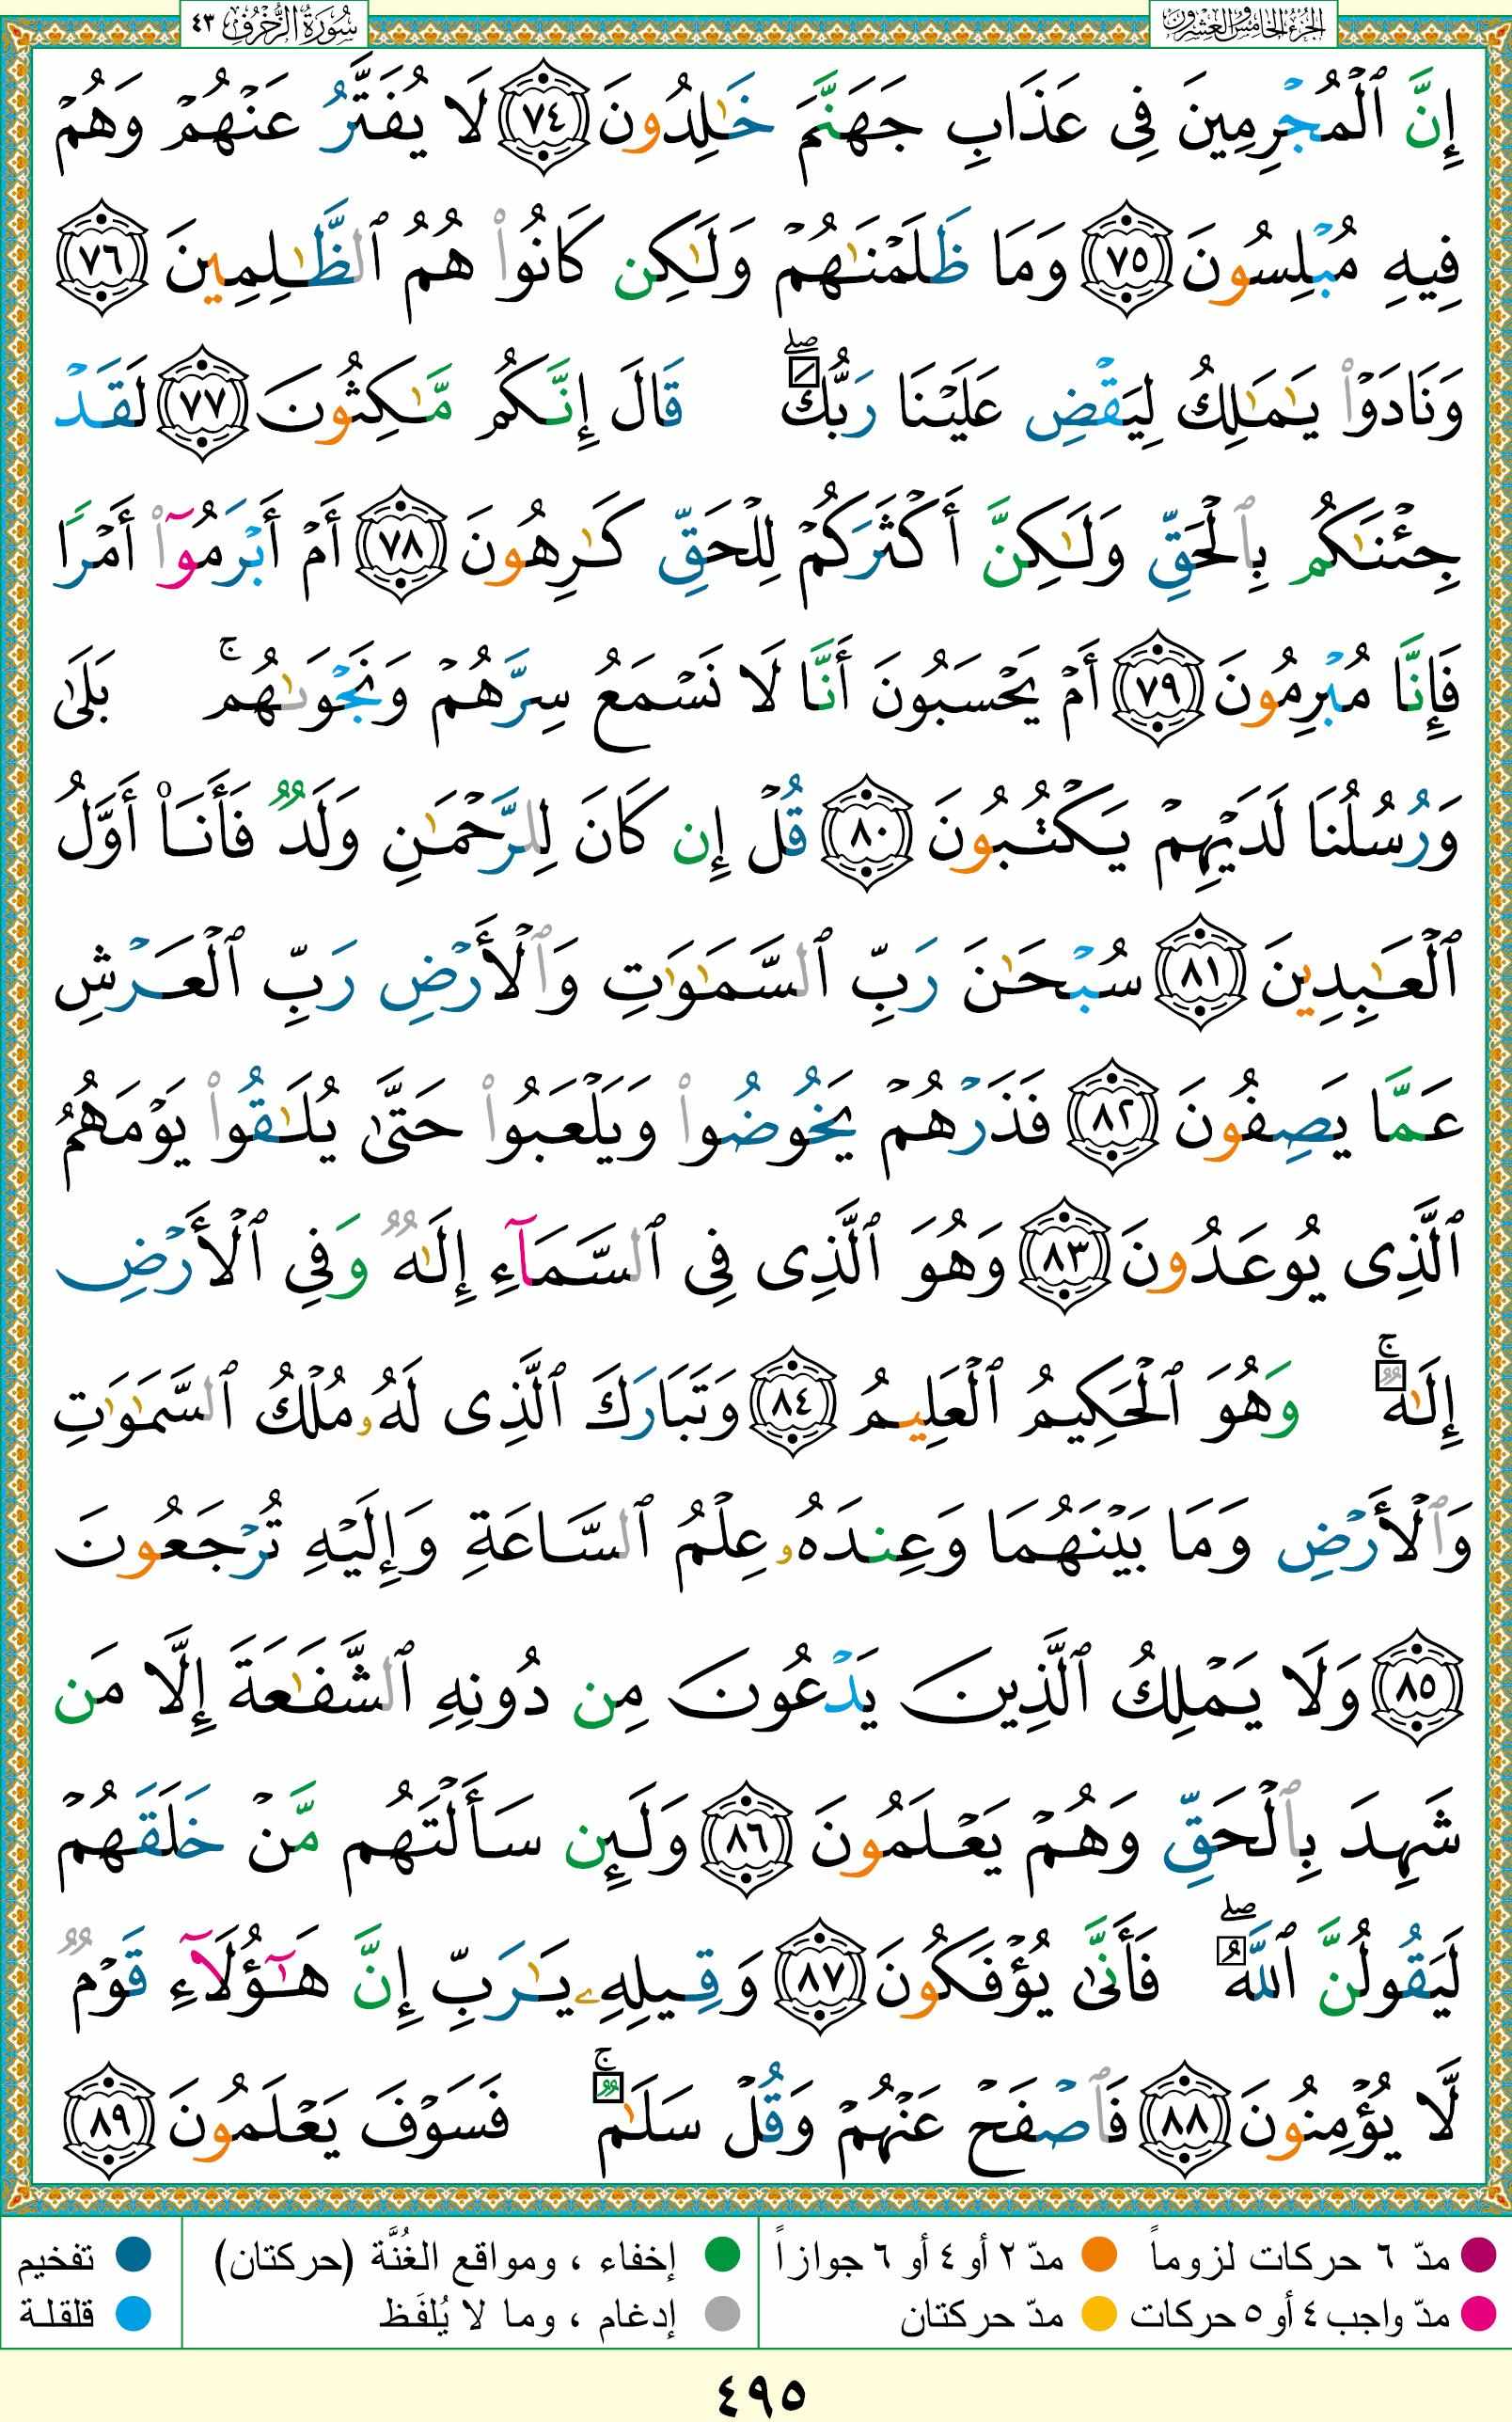 الجزء الخامس والعشرون
سُورَةُ الزُّخْرُفِ ٤٣
إِنَّ ٱلْمُجْرِمِينَ فِى عَذَابِ جَهَنَّمَ خَـٰلِدُونَ ٧٤ لَا يُفَتَّرُ عَنْهُمْ وَهُمْ
فِيهِ مُبْلِسُونَ ٧٥ وَمَا ظَلَمْنَـٰهُمْ وَلَـٰكِن كَانُوا۟ هُمُ ٱلظَّـٰلِمِينَ ٧٦
وَنَادَوْا۟ يَـٰمَـٰلِكُ لِيَقْضِ عَلَيْنَا رَبُّكَ ۖ قَالَ إِنَّكُم مَّـٰكِثُونَ ٧٧ لَقَدْ
جِئْنَـٰكُم بِٱلْحَقِّ وَلَـٰكِنَّ أَكْثَرَكُمْ لِلْحَقِّ كَـٰرِهُونَ ٧٨ أَمْ أَبْرَمُوٓا۟ أَمْرًا
فَإِنَّا مُبْرِمُونَ ٧٩ أَمْ يَحْسَبُونَ أَنَّا لَا نَسْمَعُ سِرَّهُمْ وَنَجْوَىٰهُم ۚ بَلَىٰ
وَرُسُلُنَا لَدَيْهِمْ يَكْتُبُونَ ٨٠ قُلْ إِن كَانَ لِلرَّحْمَـٰنِ وَلَدٌ فَأَنَا۠ أَوَّلُ
ٱلْعَـٰبِدِينَ ٨١ سُبْحَـٰنَ رَبِّ ٱلسَّمَـٰوَٰتِ وَٱلْأَرْضِ رَبِّ ٱلْعَرْشِ
عَمَّا يَصِفُونَ ٨٢ فَذَرْهُمْ يَخُوضُوا۟ وَيَلْعَبُوا۟ حَتَّىٰ يُلَـٰقُوا۟ يَوْمَهُمُ
ٱلَّذِى يُوعَدُونَ ٨٣ وَهُوَ ٱلَّذِى فِى ٱلسَّمَآءِ إِلَـٰهٌ وَفِى ٱلْأَرْضِ
إِلَـٰهٌ ۚ وَهُوَ ٱلْحَكِيمُ ٱلْعَلِيمُ ٨٤ وَتَبَارَكَ ٱلَّذِى لَهُۥ مُلْكُ ٱلسَّمَـٰوَٰتِ
وَٱلْأَرْضِ وَمَا بَيْنَهُمَا وَعِندَهُۥ عِلْمُ ٱلسَّاعَةِ وَإِلَيْهِ تُرْجَعُونَ
٨٥ وَلَا يَمْلِكُ ٱلَّذِينَ يَدْعُونَ مِن دُونِهِ ٱلشَّفَـٰعَةَ إِلَّا مَن
شَهِدَ بِٱلْحَقِّ وَهُمْ يَعْلَمُونَ ٨٦ وَلَئِن سَأَلْتَهُم مَّنْ خَلَقَهُمْ
لَيَقُولُنَّ ٱللَّهُ ۖ فَأَنَّىٰ يُؤْفَكُونَ ٨٧ وَقِيلِهِۦ يَـٰرَبِّ إِنَّ هَـٰٓؤُلَآءِ قَوْمٌ
لَّا يُؤْمِنُونَ ٨٨ فَٱصْفَحْ عَنْهُمْ وَقُلْ سَلَـٰمٌ ۚ فَسَوْفَ يَعْلَمُونَ ٨٩
مدّ ٦ حركات لزوماً مدّ ٢ أو ٤ أو ٦ جوازاً إخفاء ، ومواقع الغُنَّة (حركتان) تفخيم
مدّ واجب ٤ أو ٥ حركات مدّ حركتان إدغام ، وما لا يُلفَظ قلقلة
٤٩٥